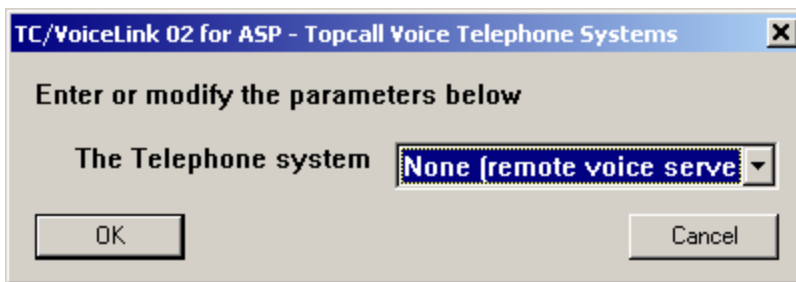 TC/VoiceLink 02 for ASP - Topcall Voice Telephone Systems
Enter or modify the parameters below
The Telephone system None (remote voice serve
OK Cancel